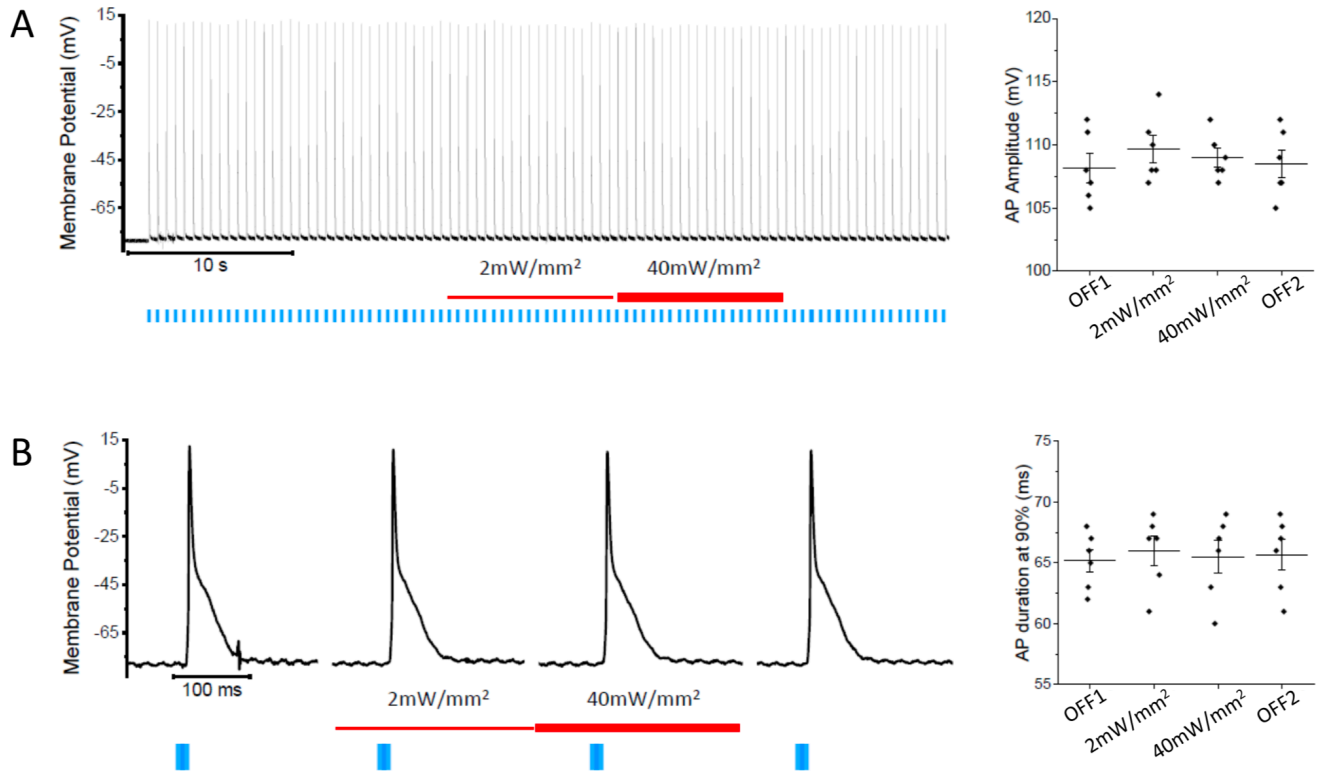 A
Membrane Potential (mV)
15
-5
-25
-45
-65
10 s
2mW/mm²
40mW/mm²
AP Amplitude (mV)
120
115
110
105
100
OFF1
2mW/mm²
40mW/mm²
OFF2
B
Membrane Potential (mV)
15
-5
-25
-45
-65
100 ms
2mW/mm²
40mW/mm²
AP duration at 90% (ms)
75
70
65
60
55
OFF1
2mW/mm²
40mW/mm²
OFF2